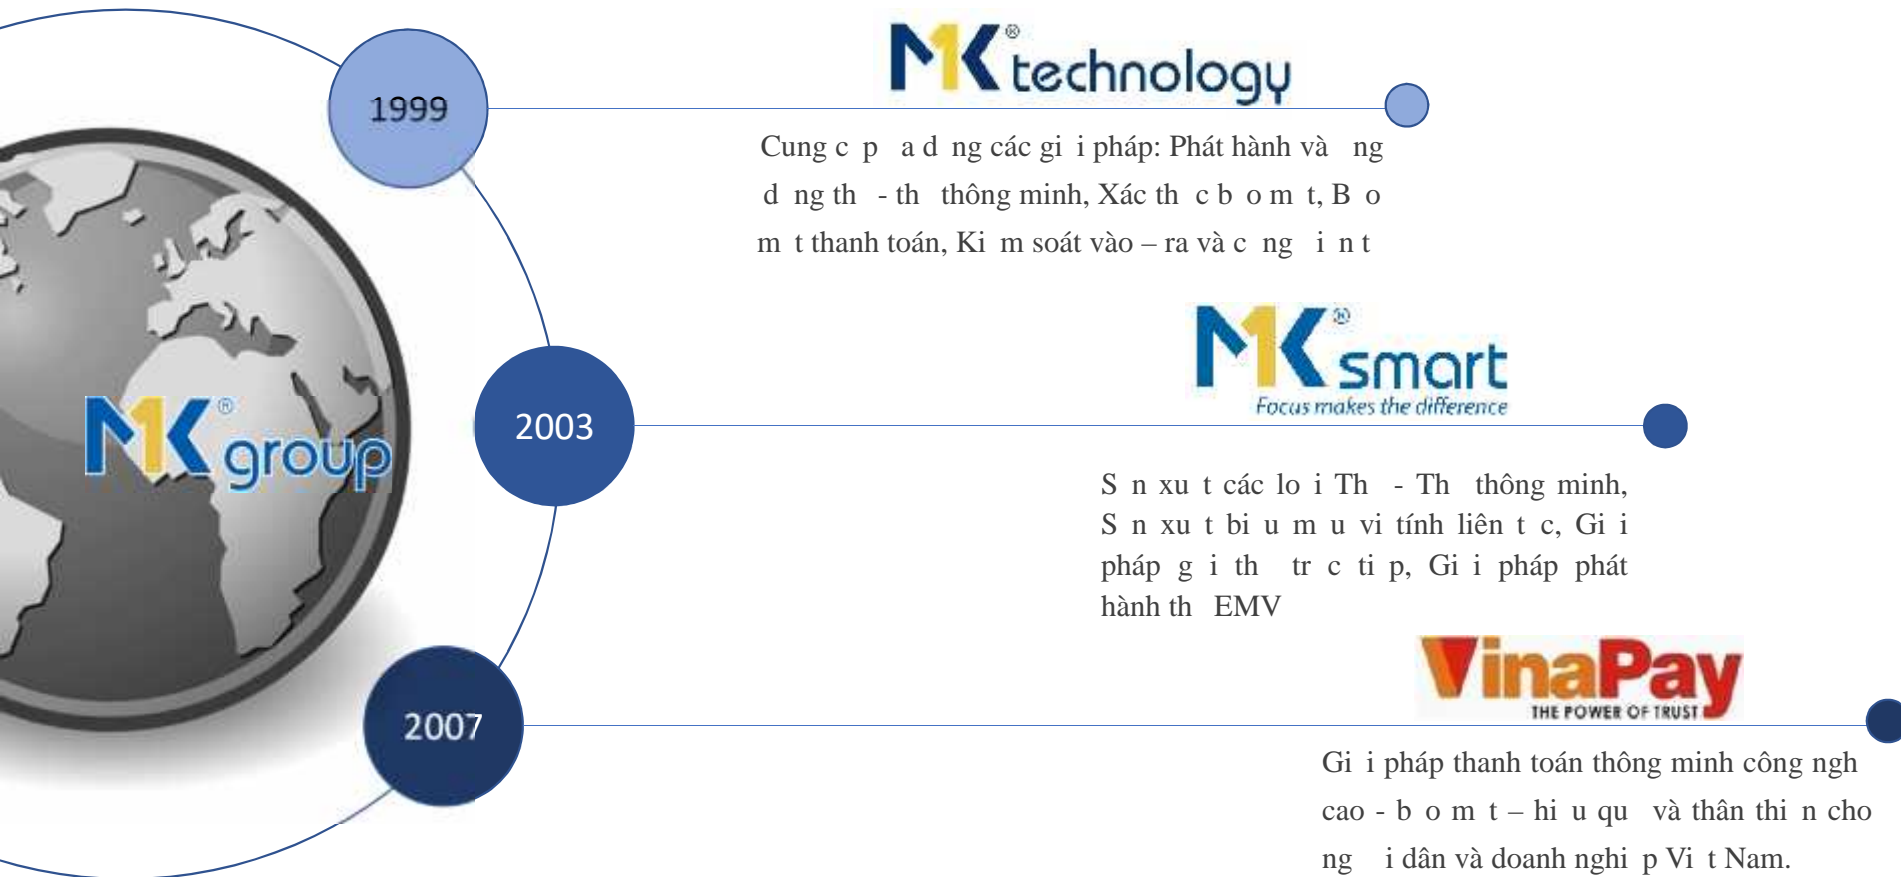 MK® technology
1999
Cung c p a d ng các gi i pháp: Phát hành và ng
d ng th - th thông minh, Xác th c b o m t, B o
m t thanh toán, Ki m soát vào – ra và c ng i n t
MK® smart
Focus makes the difference
MK® group
2003
S n xu t các lo i Th - Th thông minh,
S n xu t bi u m u vi tính liên t c, Gi i
pháp g i th tr c ti p, Gi i pháp phát
hành th EMV
VinaPay
THE POWER OF TRUST
2007
Gi i pháp thanh toán thông minh công ngh
cao - b o m t – hi u qu và thân thi n cho
ng i dân và doanh nghi p Vi t Nam.